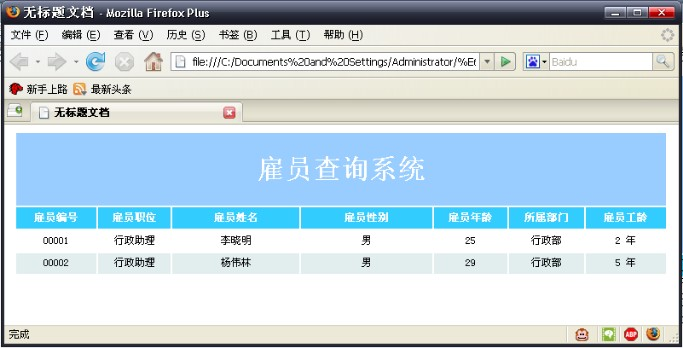 无标题文档 - Mozilla Firefox Plus
文件 (F) 编辑 (E) 查看 (V) 历史 (S) 书签 (B) 工具 (T) 帮助 (H)
file:///C:/Documents%20and%20Settings/Administrator/%E Baidu
新手上路 最新头条
无标题文档
雇员查询系统
雇员编号 雇员职位 雇员姓名 雇员性别 雇员年龄 所属部门 雇员工龄
00001 行政助理 李晓明 男 25 行政部 2 年
00002 行政助理 杨伟林 男 29 行政部 5 年
完成 ABP